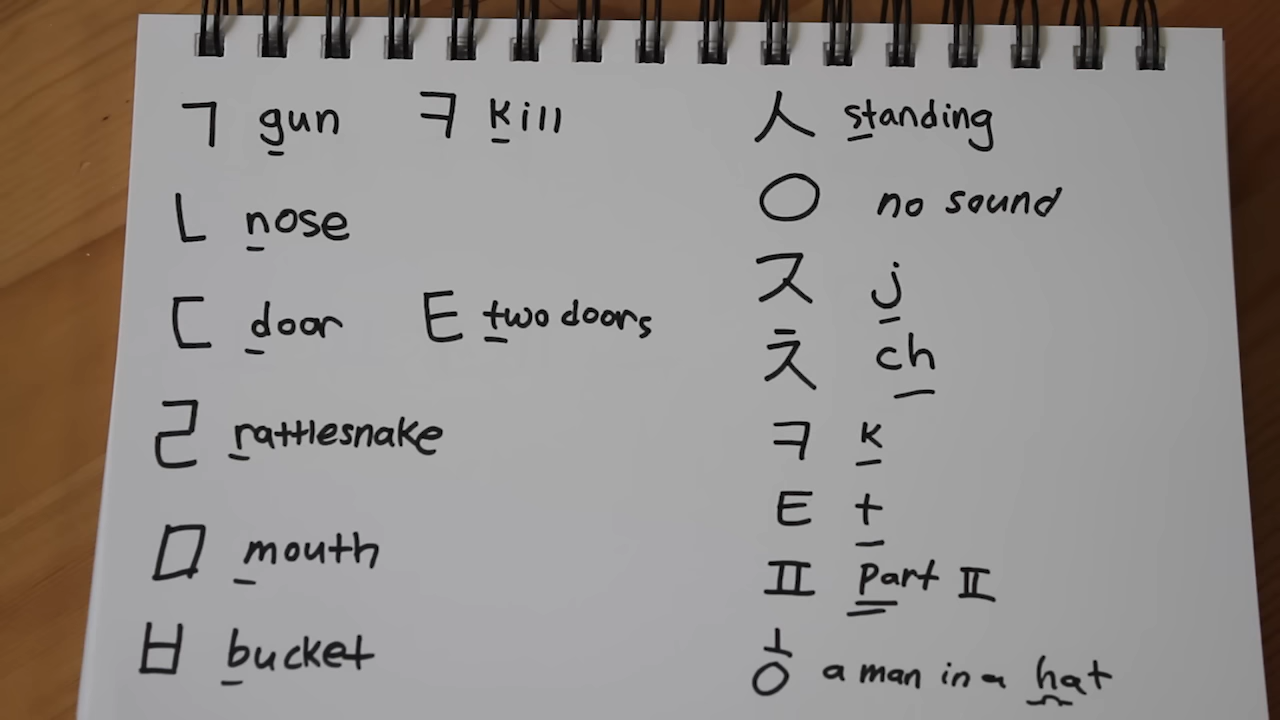 ㄱ gun ㅋ kill
ㄴ nose
ㄷ door ㅌ two doors
ㄹ rattlesnake
ㅁ mouth
ㅂ bucket
ㅅ standing
ㅇ no sound
ㅈ j
ㅊ ch
ㅋ k
ㅌ t
ㅍ part II
ㅎ a man in a hat